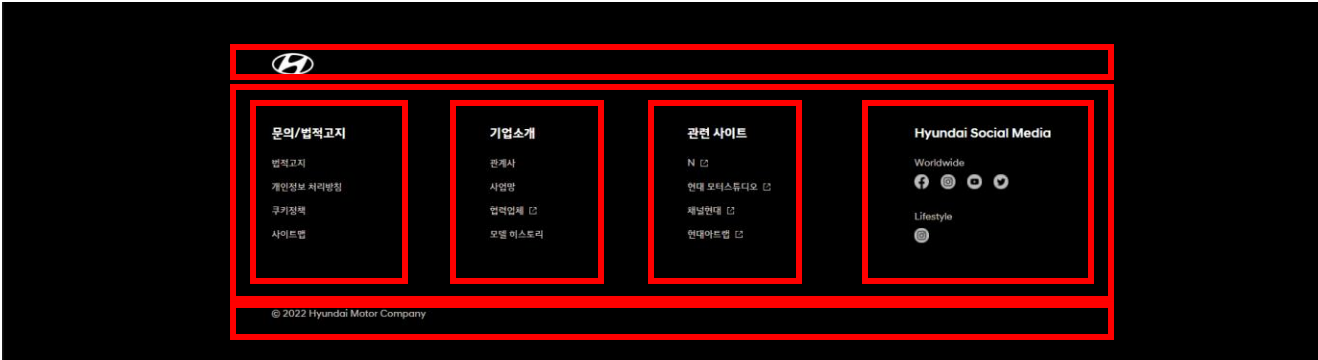 문의/법적고지
법적고지
개인정보 처리방침
쿠키정책
사이트맵
기업소개
관계사
사업망
협력업체
모델 히스토리
관련 사이트
N
현대 모터스튜디오
채널현대
현대아트랩
Hyundai Social Media
Worldwide
Lifestyle
© 2022 Hyundai Motor Company